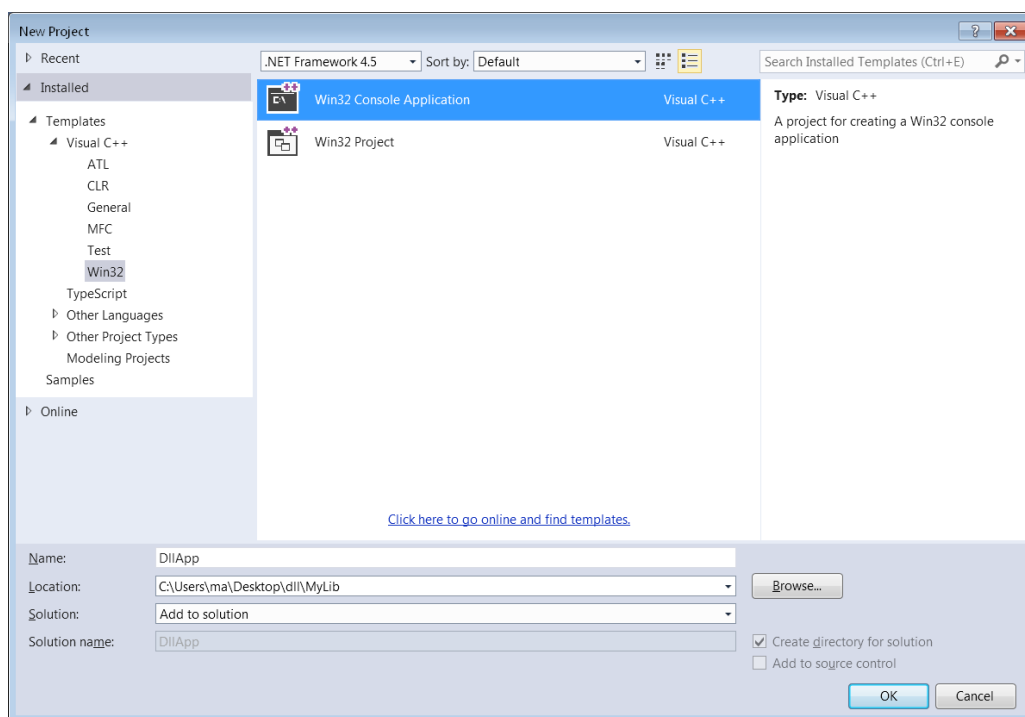 New Project
Recent
.NET Framework 4.5 Sort by: Default
Search Installed Templates (Ctrl+E)
Installed
Templates
Visual C++
ATL
CLR
General
MFC
Test
Win32
TypeScript
Other Languages
Other Project Types
Modeling Projects
Samples
Online
Win32 Console Application Visual C++
Win32 Project Visual C++
Click here to go online and find templates.
Type: Visual C++
A project for creating a Win32 console
application
Name: DllApp
Location: C:\Users\ma\Desktop\dll\MyLib
Browse...
Solution: Add to solution
Solution name: DllApp
Create directory for solution
Add to source control
OK Cancel